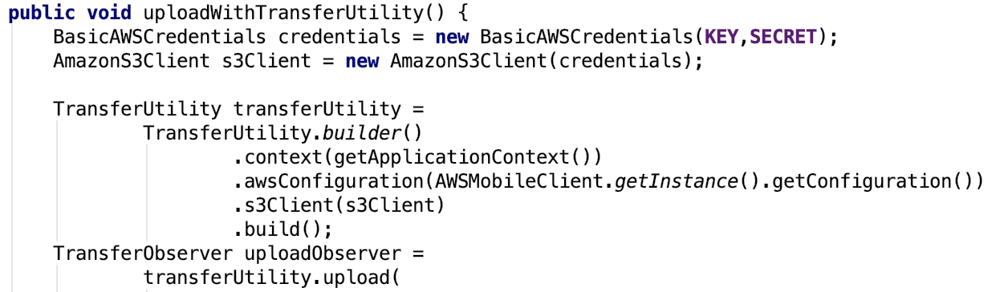 public void uploadWithTransferUtility() {
BasicAWSCredentials credentials = new BasicAWSCredentials(KEY,SECRET);
AmazonS3Client s3Client = new AmazonS3Client(credentials);
TransferUtility transferUtility =
TransferUtility.builder()
.context(getApplicationContext())
.awsConfiguration(AWSMobileClient.getInstance().getConfiguration())
.s3Client(s3Client)
.build();
TransferObserver uploadObserver =
transferUtility.upload(